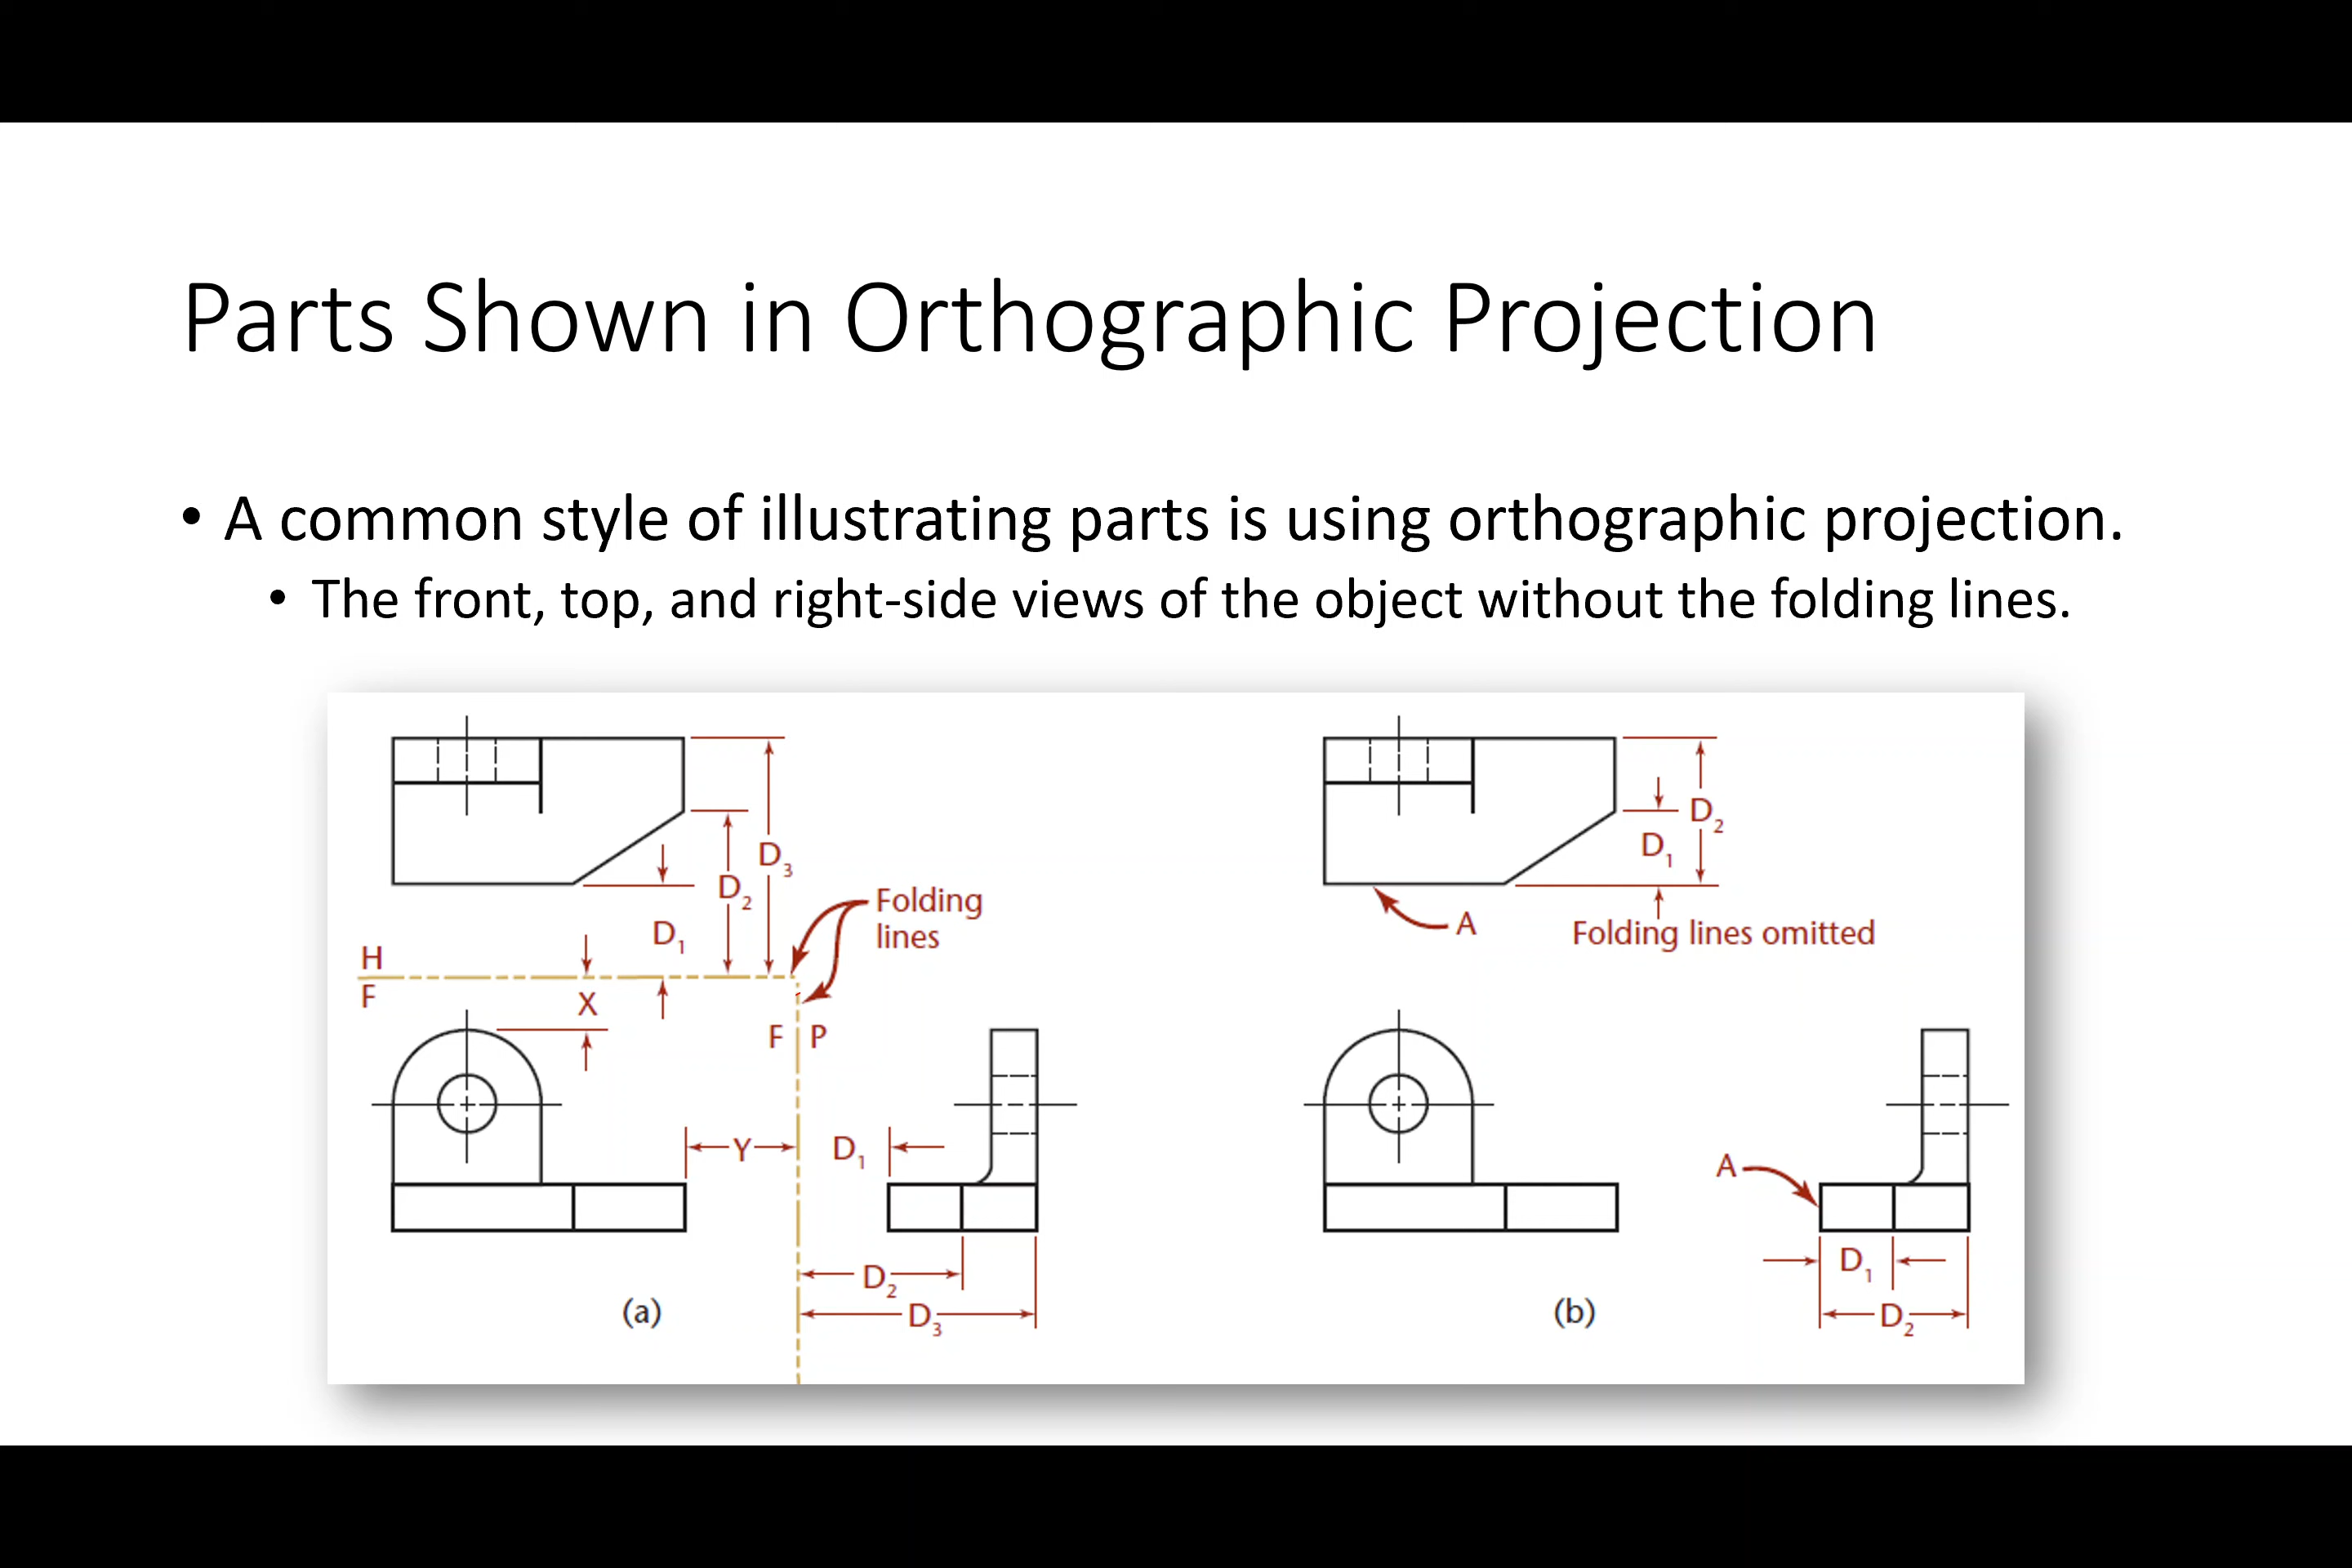 Parts Shown in Orthographic Projection
• A common style of illustrating parts is using orthographic projection.
• The front, top, and right-side views of the object without the folding lines.
D₃
D₂
D₁
Folding
lines
H
F
X
F P
Y
D₁
D₂
D₃
(a)
D₂
D₁
A
Folding lines omitted
A
D₁
D₂
(b)